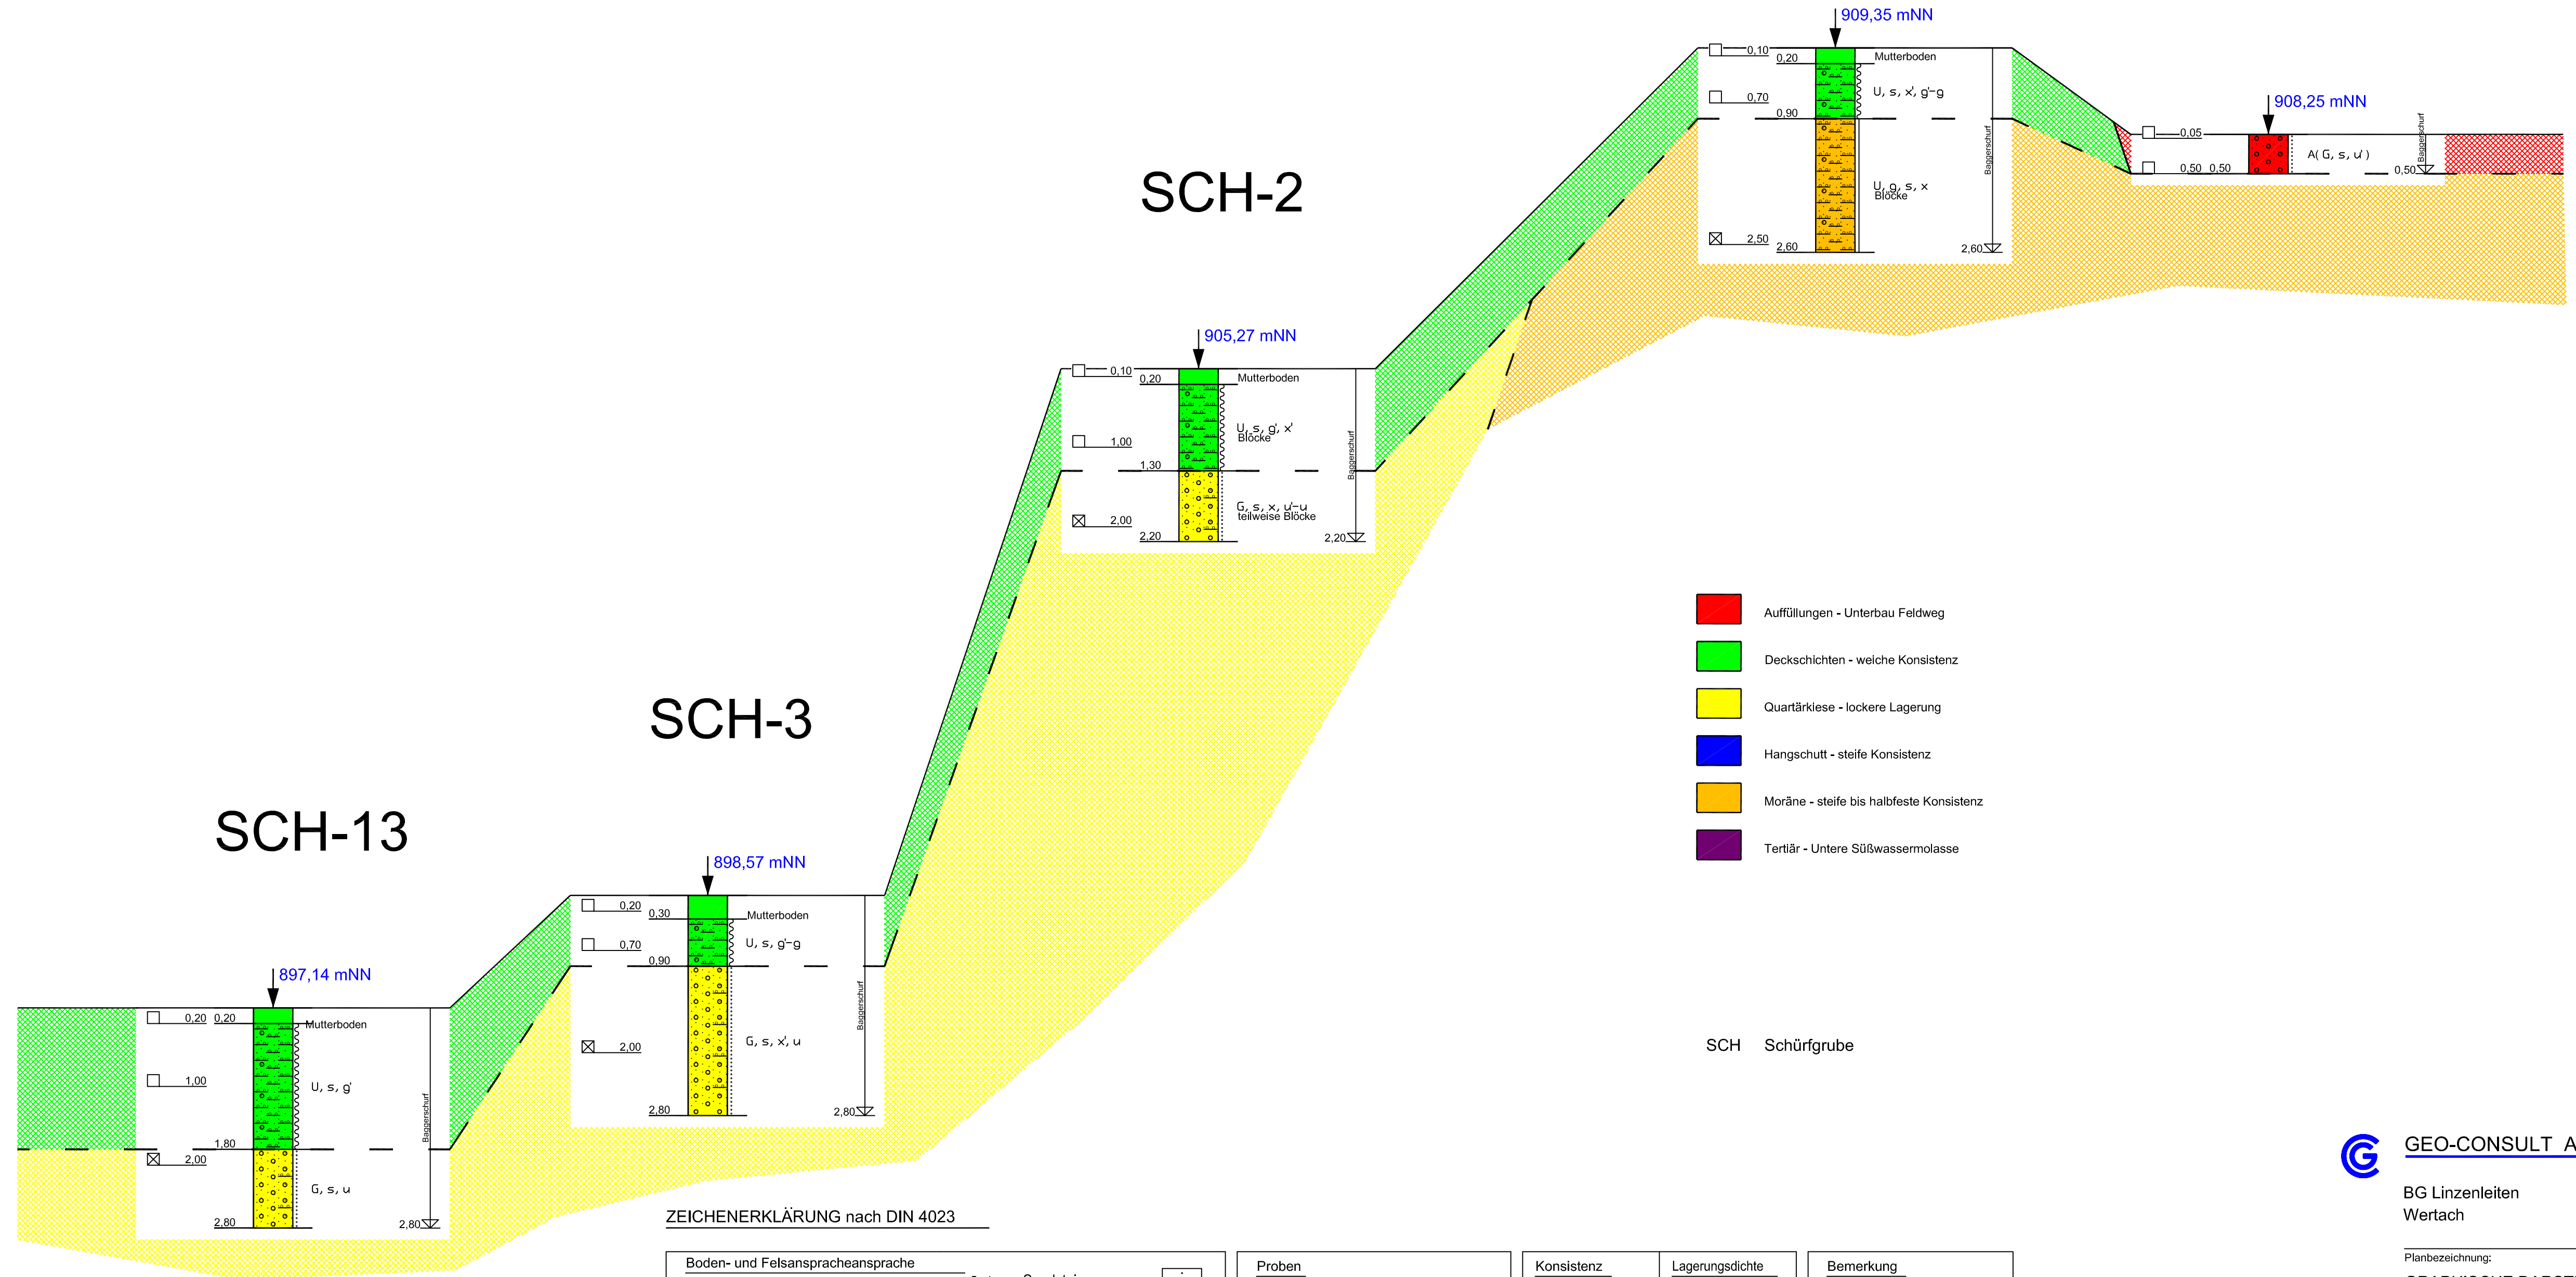 909,35 mNN
0,10
0,20
Mutterboden
U, s, x', g'-g
0,70
0,90
Baggerschurf
U, g, s, x
Blöcke
2,50
2,60
2,60
908,25 mNN
0,05
A( G, s, u' )
Baggerschurf
0,50 0,50
0,50
SCH-2
905,27 mNN
0,10
0,20
Mutterboden
U, s, g', x'
Blöcke
1,00
1,30
Baggerschurf
G, s, x, u'-u
teilweise Blöcke
2,00
2,20
2,20
SCH-3
898,57 mNN
0,20
0,30
Mutterboden
0,70
U, s, g'-g
0,90
Baggerschurf
2,00
G, s, x', u
2,80
2,80
SCH-13
897,14 mNN
0,20 0,20
Mutterboden
1,00
U, s, g'
Baggerschurf
1,80
2,00
G, s, u
2,80
2,80
Auffüllungen - Unterbau Feldweg
Deckschichten - weiche Konsistenz
Quartärkiese - lockere Lagerung
Hangschutt - steife Konsistenz
Moräne - steife bis halbfeste Konsistenz
Tertiär - Untere Süßwassermolasse
SCH Schürfgrube
GEO-CONSULT A
BG Linzenleiten
Wertach
Planbezeichnung:
ZEICHENERKLÄRUNG nach DIN 4023
Boden- und Felsanspracheansprache
Proben
Konsistenz
Lagerungsdichte
Bemerkung